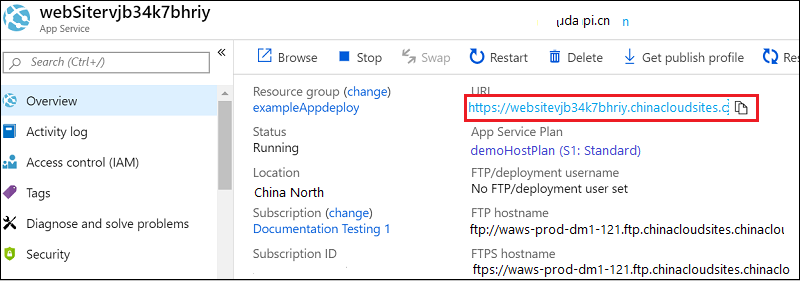 webSitervjb34k7bhriy
App Service
uda pi.cn n
Search (Ctrl+/)
«
Browse Stop Swap Restart Delete Get publish profile Res
Overview
Activity log
Access control (IAM)
Tags
Diagnose and solve problems
Security
Resource group (change)
exampleAppdeploy
Status
Running
Location
China North
Subscription (change)
Documentation Testing 1
Subscription ID
URL
https://websitevjb34k7bhriy.chinacloudsites.c
App Service Plan
demoHostPlan (S1: Standard)
FTP/deployment username
No FTP/deployment user set
FTP hostname
ftp://waws-prod-dm1-121.ftp.chinacloudsites.chinaclou
FTPS hostname
ftps://waws-prod-dm1-121.ftp.chinacloudsites.chinaclo